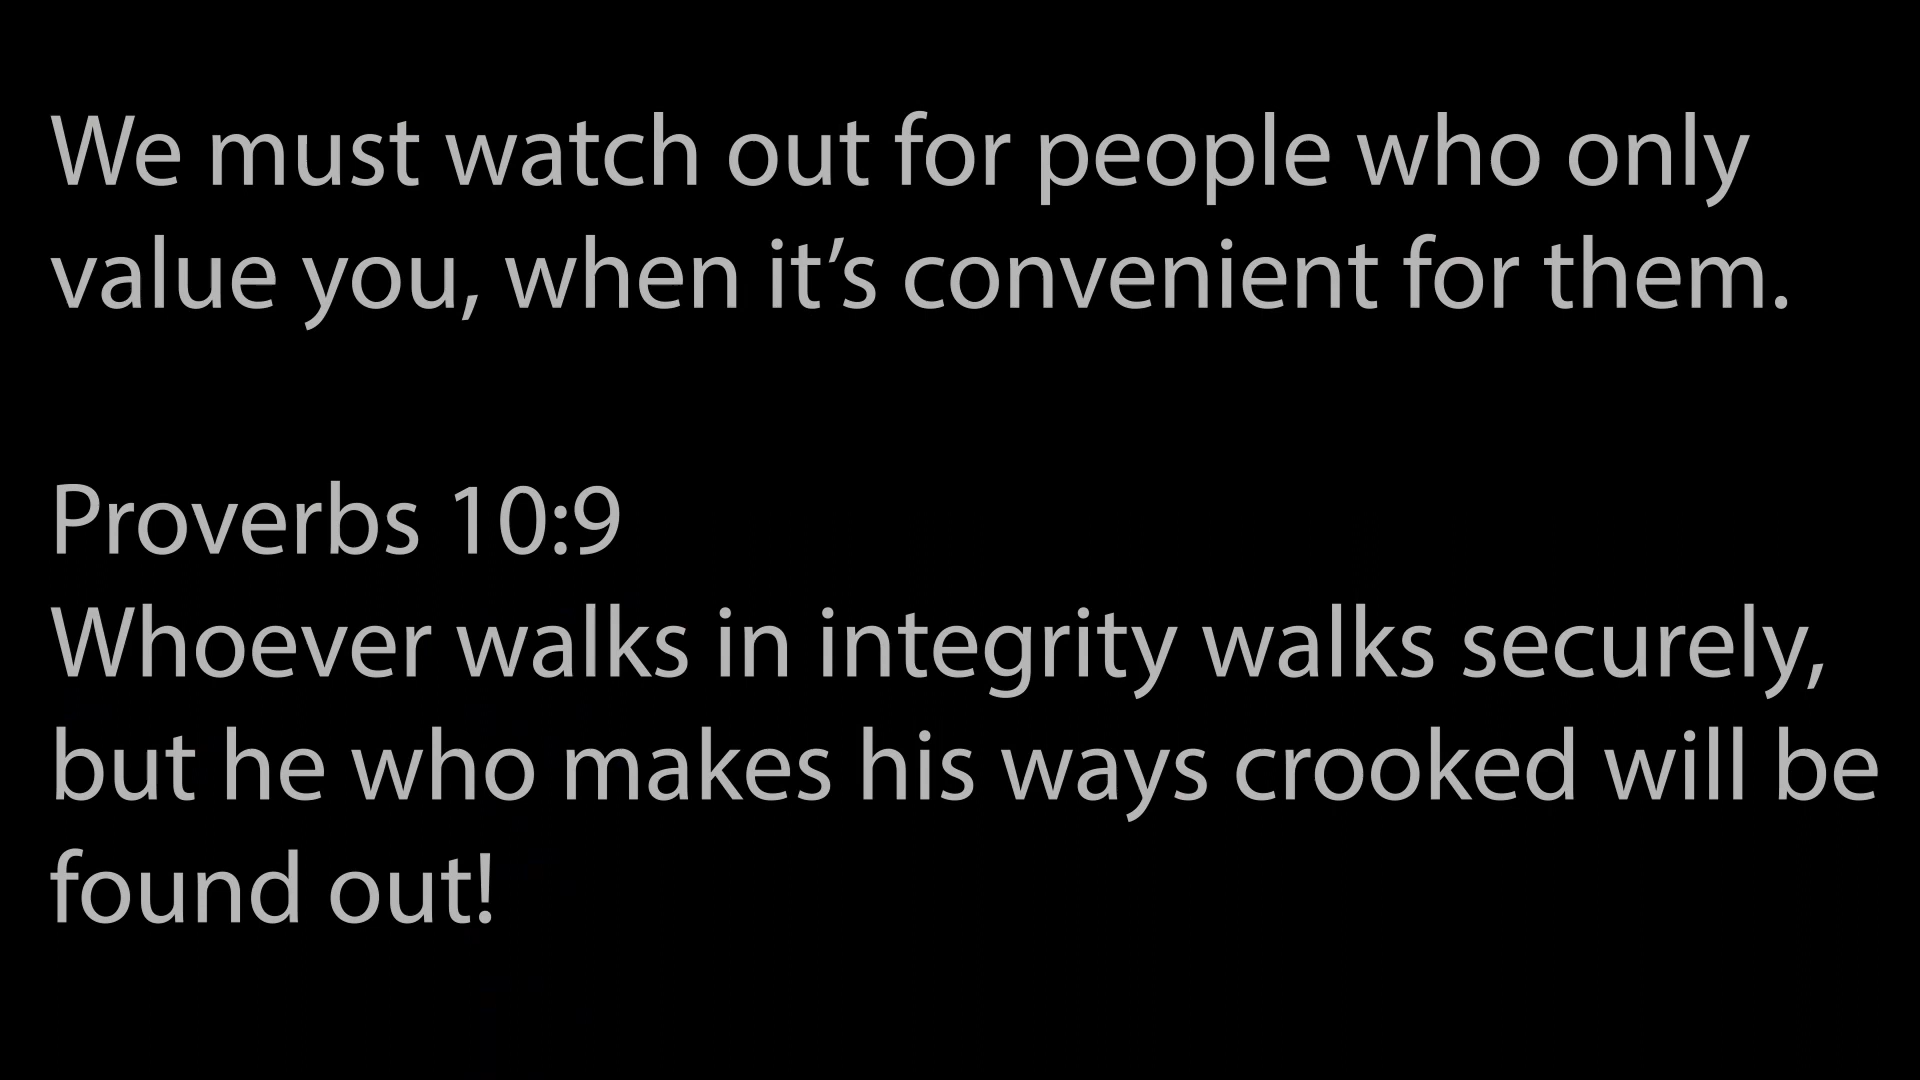 We must watch out for people who only
value you, when it’s convenient for them.
Proverbs 10:9
Whoever walks in integrity walks securely,
but he who makes his ways crooked will be
found out!